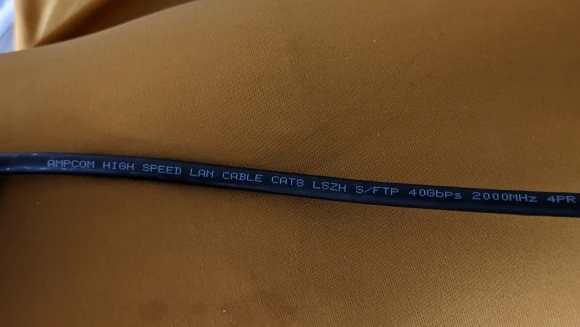 AMPCOM HIGH SPEED LAN CABLE CAT8 LSZH S/FTP 40Gbps 2000MHz 4PR